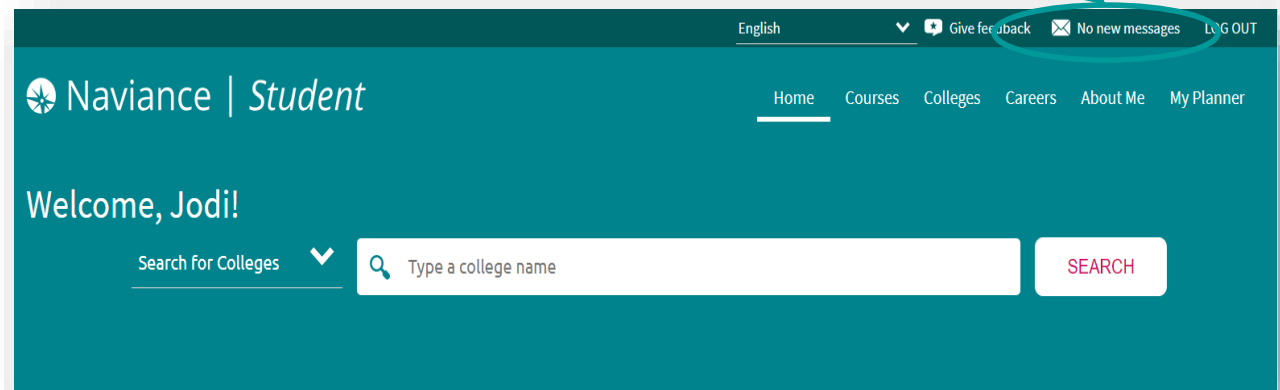 English Give feedback No new messages LOG OUT
Naviance | Student
Home Courses Colleges Careers About Me My Planner
Welcome, Jodi!
Search for Colleges Type a college name SEARCH